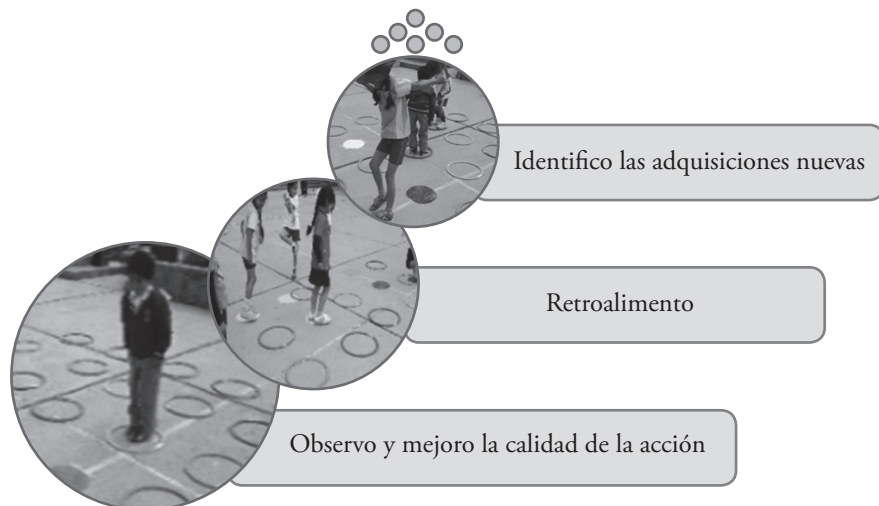 Identifico las adquisiciones nuevas
Retroalimento
Observo y mejoro la calidad de la acción